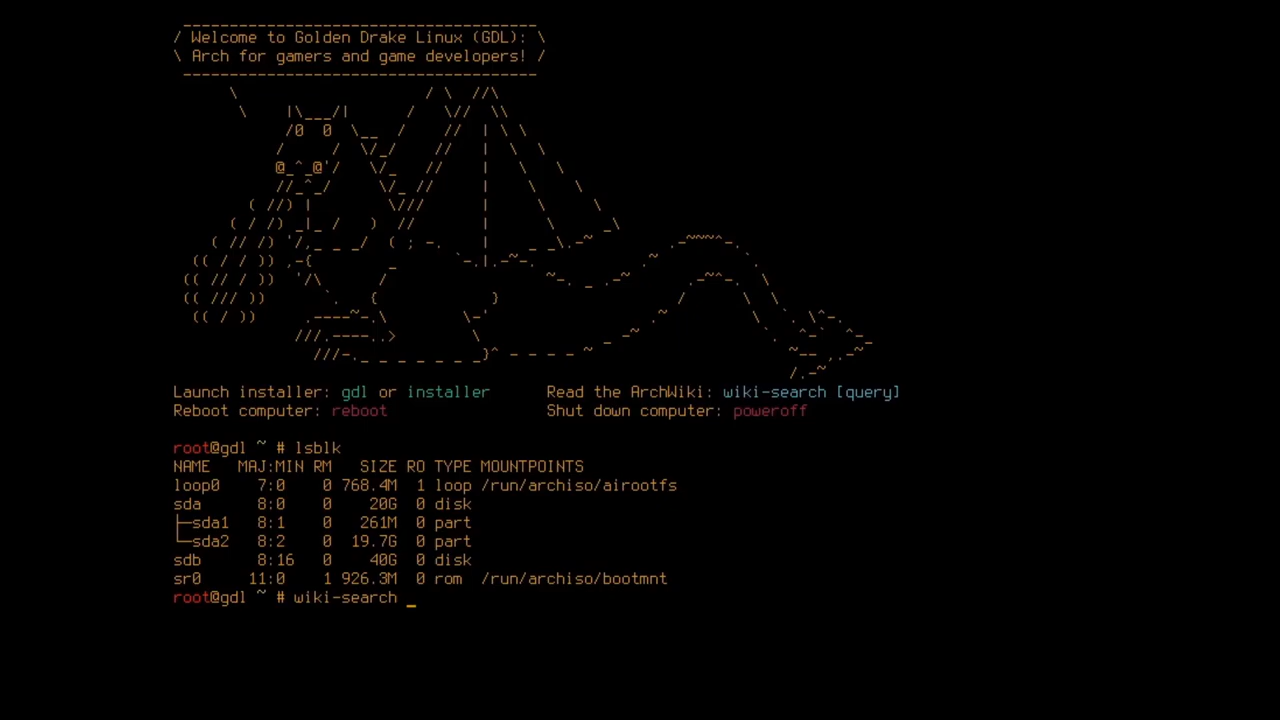 / Welcome to Golden Drake Linux (GDL): \
\ Arch for gamers and game developers! /
Launch installer: gdl or installer      Read the ArchWiki: wiki-search [query]
Reboot computer: reboot                 Shut down computer: poweroff
root@gdl ~ # lsblk
NAME   MAJ:MIN RM   SIZE RO TYPE MOUNTPOINTS
loop0    7:0    0 768.4M  1 loop /run/archiso/airootfs
sda      8:0    0    20G  0 disk
├─sda1   8:1    0   261M  0 part
└─sda2   8:2    0  19.7G  0 part
sdb      8:16   0    40G  0 disk
sr0     11:0    1 926.3M  0 rom  /run/archiso/bootmnt
root@gdl ~ # wiki-search _